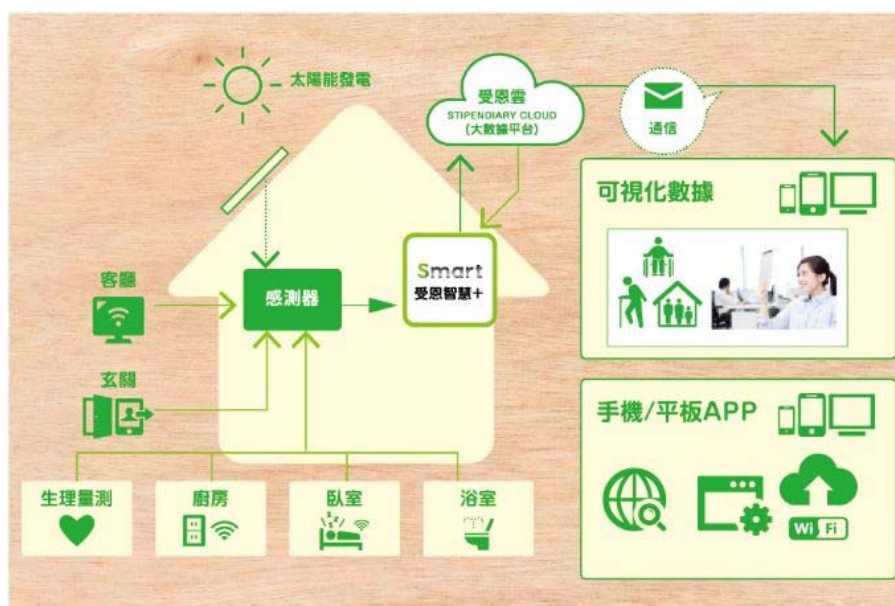 太陽能發電
受恩雲
STIPENDIARY CLOUD
(大數據平台)
通信
可視化數據
客廳
感測器
Smart
受恩智慧+
玄關
手機/平板APP
生理量測
廚房
臥室
浴室
Wi Fi